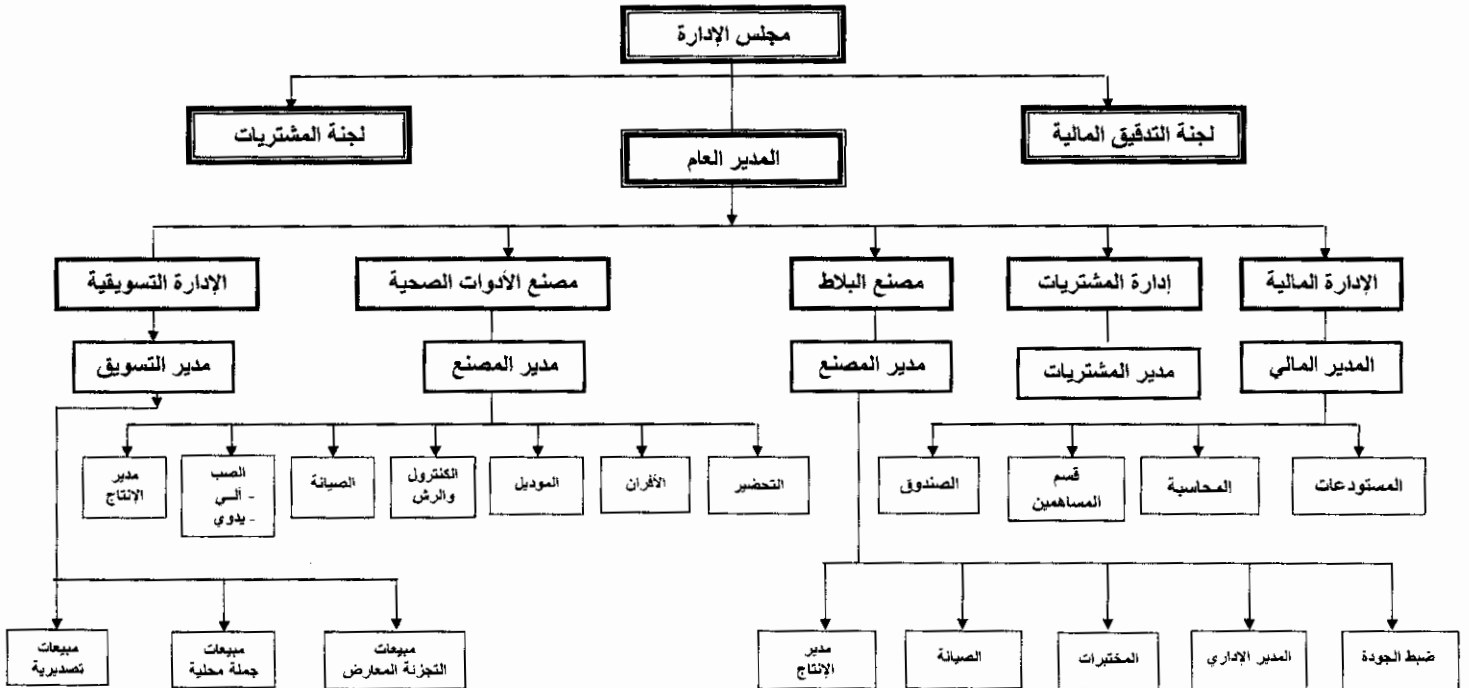 مجلس الإدارة
لجنة التدقيق المالية
لجنة المشتريات
المدير العام
الإدارة المالية
إدارة المشتريات
مصنع البلاط
مصنع الأدوات الصحية
الإدارة التسويقية
المدير المالي
مدير المشتريات
مدير المصنع
مدير المصنع
مدير التسويق
المستودعات
المحاسبة
قسم
المساهمين
الصندوق
التحضير
الأفران
الموديل
الكنترول
والرش
الصيانة
الصب
- ألـــي
- يدوي
مدير
الإنتاج
ضبط الجودة
المدير الإداري
المختبرات
الصيانة
مدير
الإنتاج
مبيعات
التجزئة المعارض
مبيعات
جملة محلية
مبيعات
تصديرية